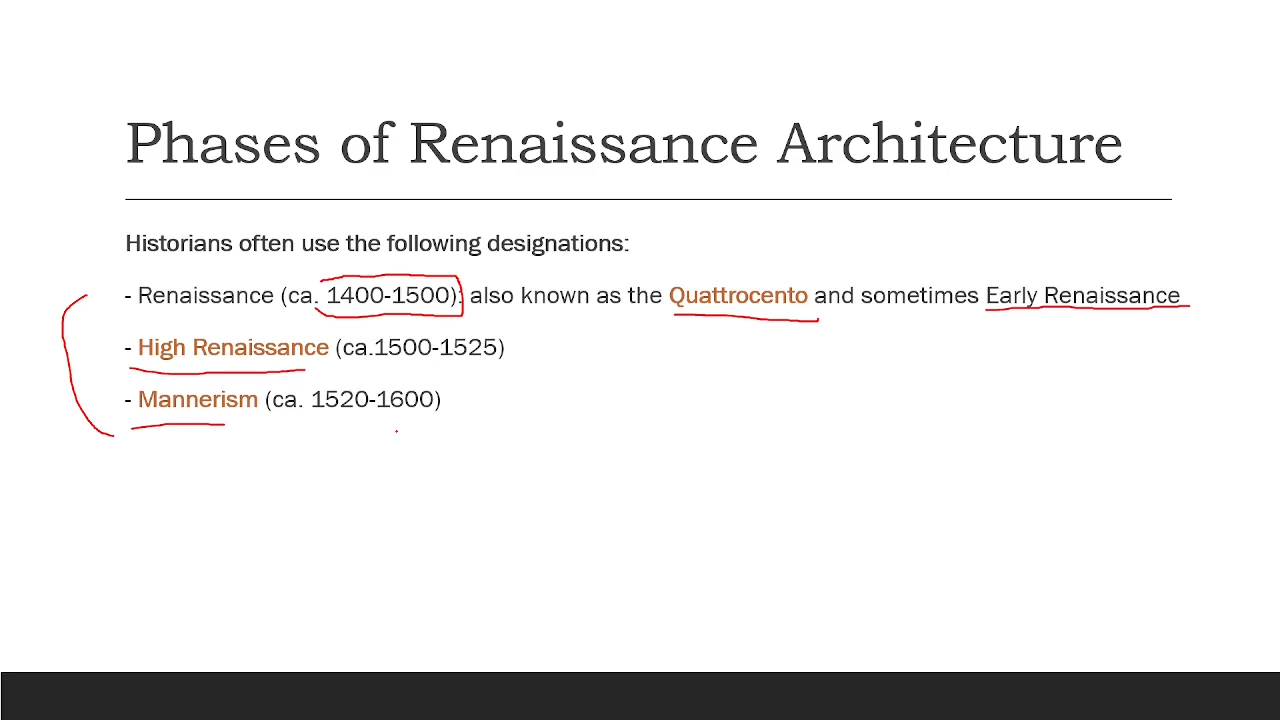 Phases of Renaissance Architecture
Historians often use the following designations:
- Renaissance (ca. 1400-1500); also known as the Quattrocento and sometimes Early Renaissance
- High Renaissance (ca.1500-1525)
- Mannerism (ca. 1520-1600)